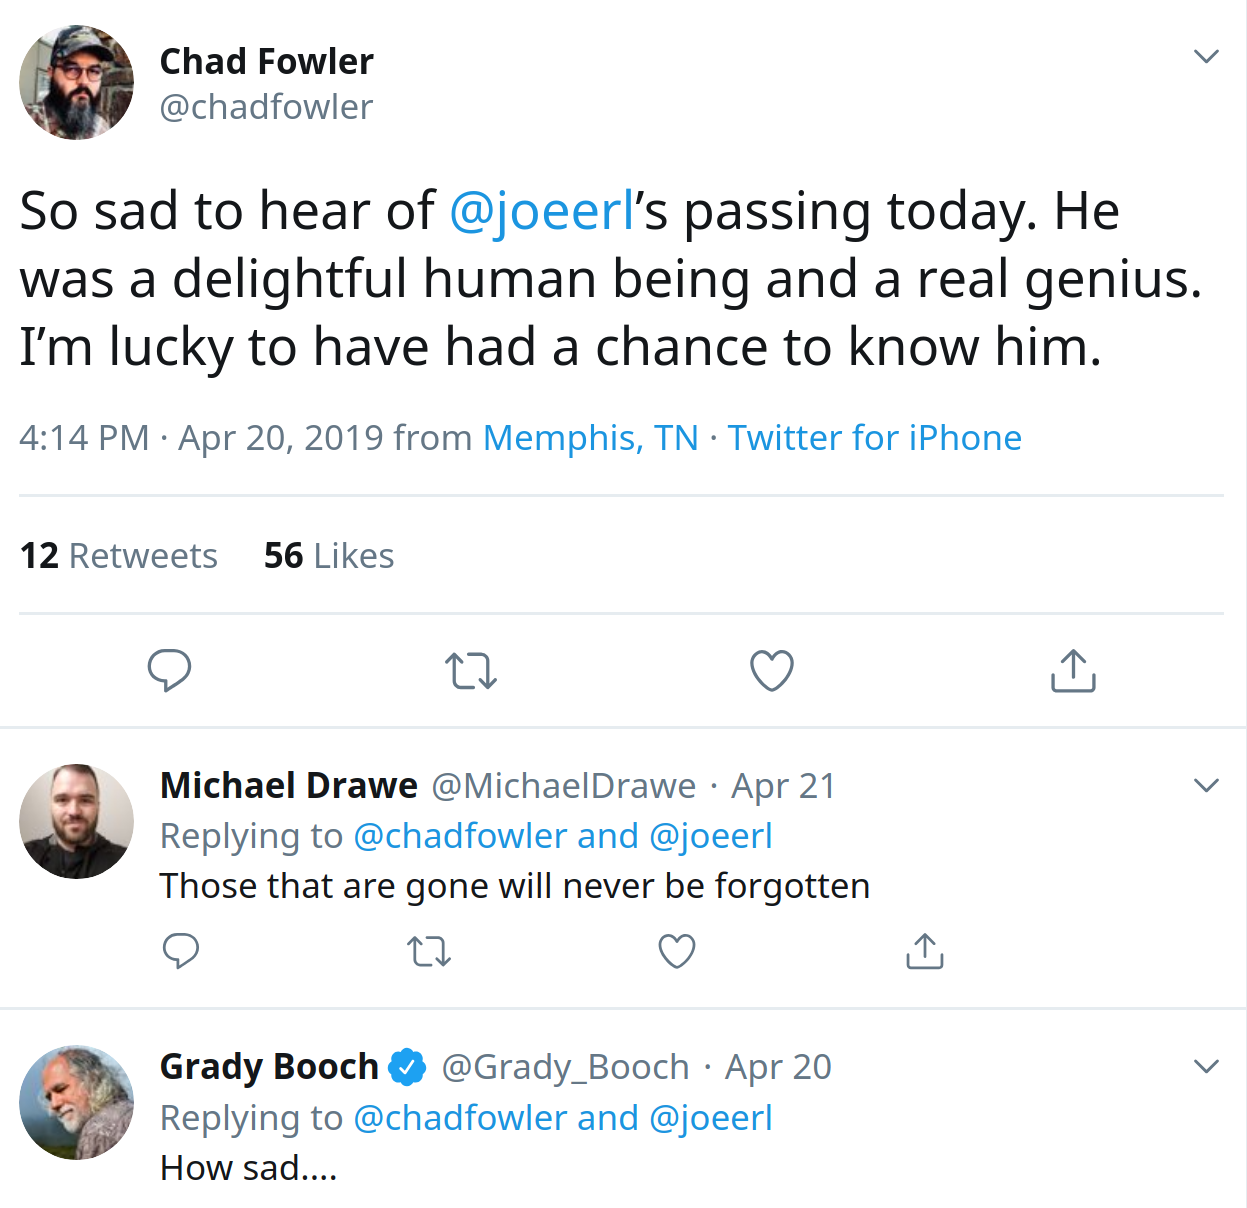 Chad Fowler
@chadfowler
So sad to hear of @joeerl’s passing today. He
was a delightful human being and a real genius.
I’m lucky to have had a chance to know him.
4:14 PM · Apr 20, 2019 from Memphis, TN · Twitter for iPhone
12 Retweets 56 Likes
Michael Drawe @MichaelDrawe · Apr 21
Replying to @chadfowler and @joeerl
Those that are gone will never be forgotten
Grady Booch @Grady_Booch · Apr 20
Replying to @chadfowler and @joeerl
How sad....